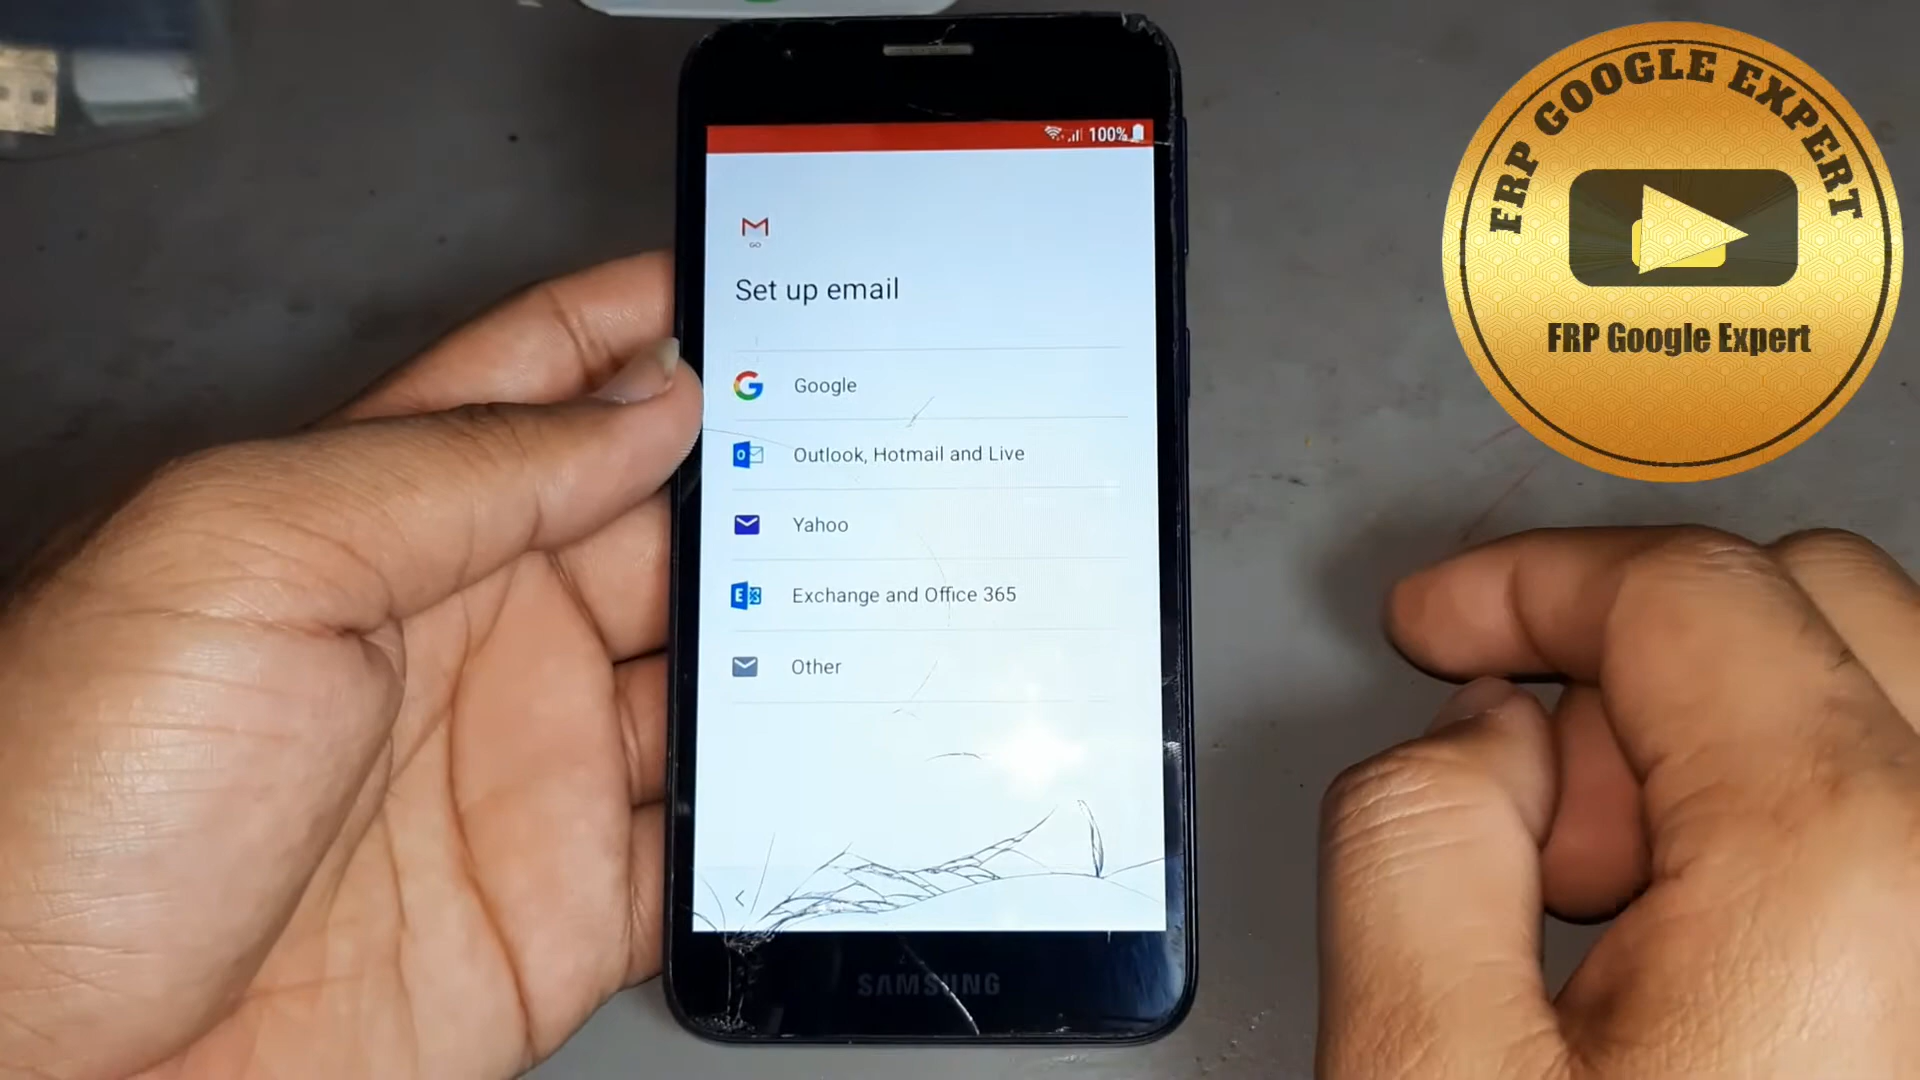 100%
GO
Set up email
Google
Outlook, Hotmail and Live
Yahoo
Exchange and Office 365
Other
SAMSUNG
FRP GOOGLE EXPERT
FRP Google Expert